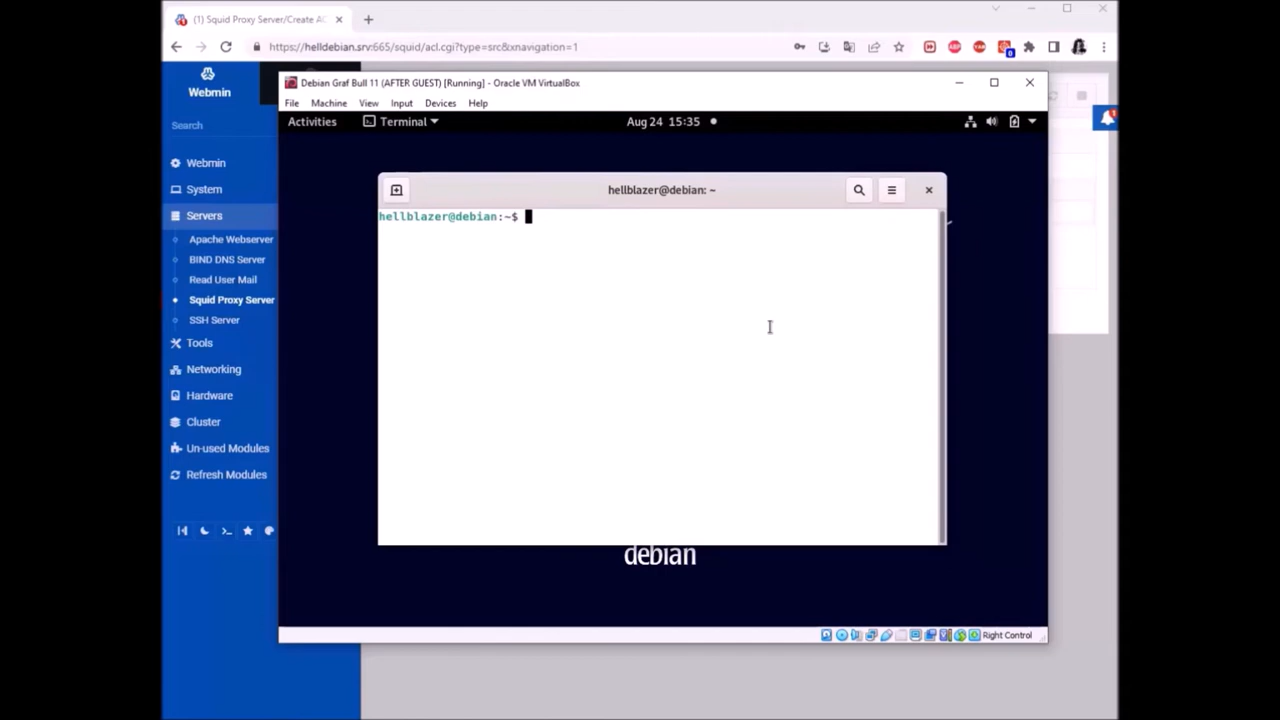 (1) Squid Proxy Server/Create AC
https://helldebian.srv:665/squid/acl.cgi?type=src&xnavigation=1
Webmin
Search
Webmin
System
Servers
Apache Webserver
BIND DNS Server
Read User Mail
Squid Proxy Server
SSH Server
Tools
Networking
Hardware
Cluster
Un-used Modules
Refresh Modules
Debian Graf Bull 11 (AFTER GUEST) [Running] - Oracle VM VirtualBox
File Machine View Input Devices Help
Activities Terminal Aug 24 15:35
hellblazer@debian: ~
hellblazer@debian:~$
debian
Right Control